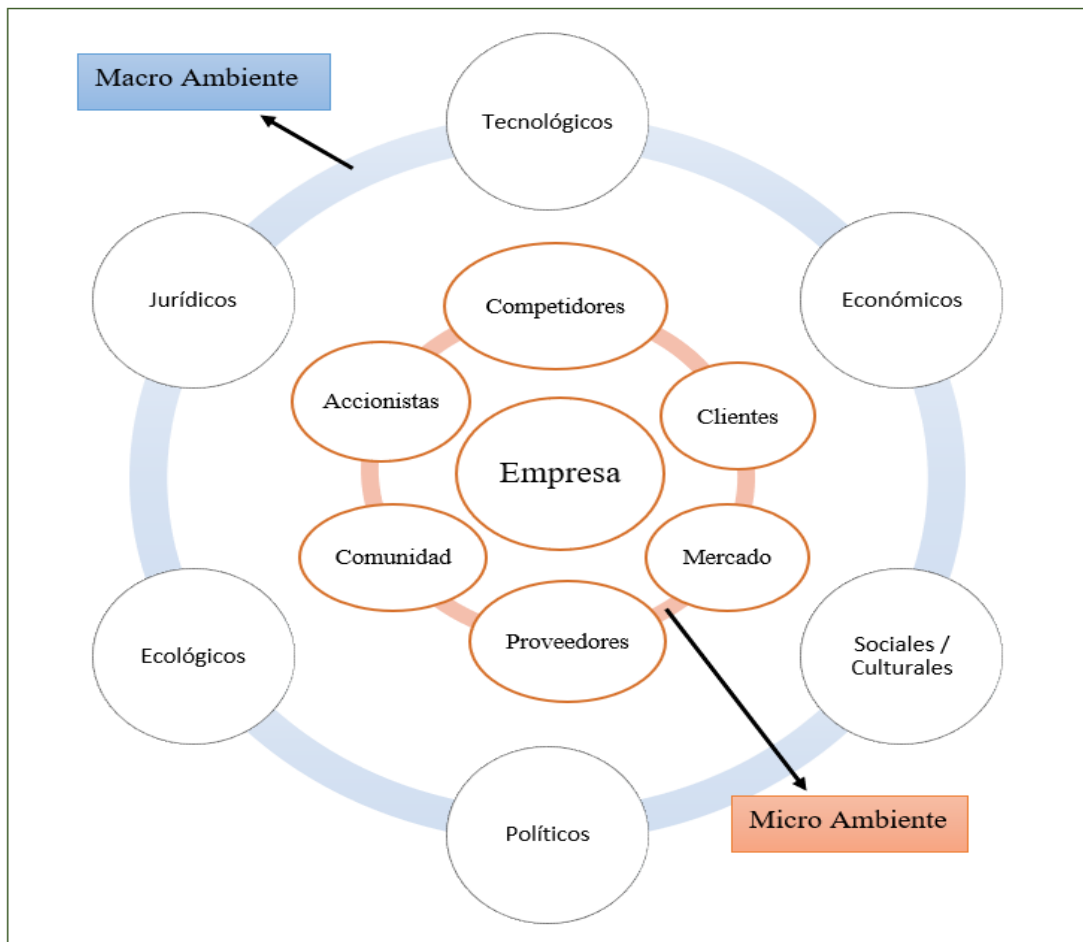 Macro Ambiente
Tecnológicos
Jurídicos
Económicos
Competidores
Accionistas
Clientes
Empresa
Comunidad
Mercado
Proveedores
Ecológicos
Sociales /
Culturales
Políticos
Micro Ambiente